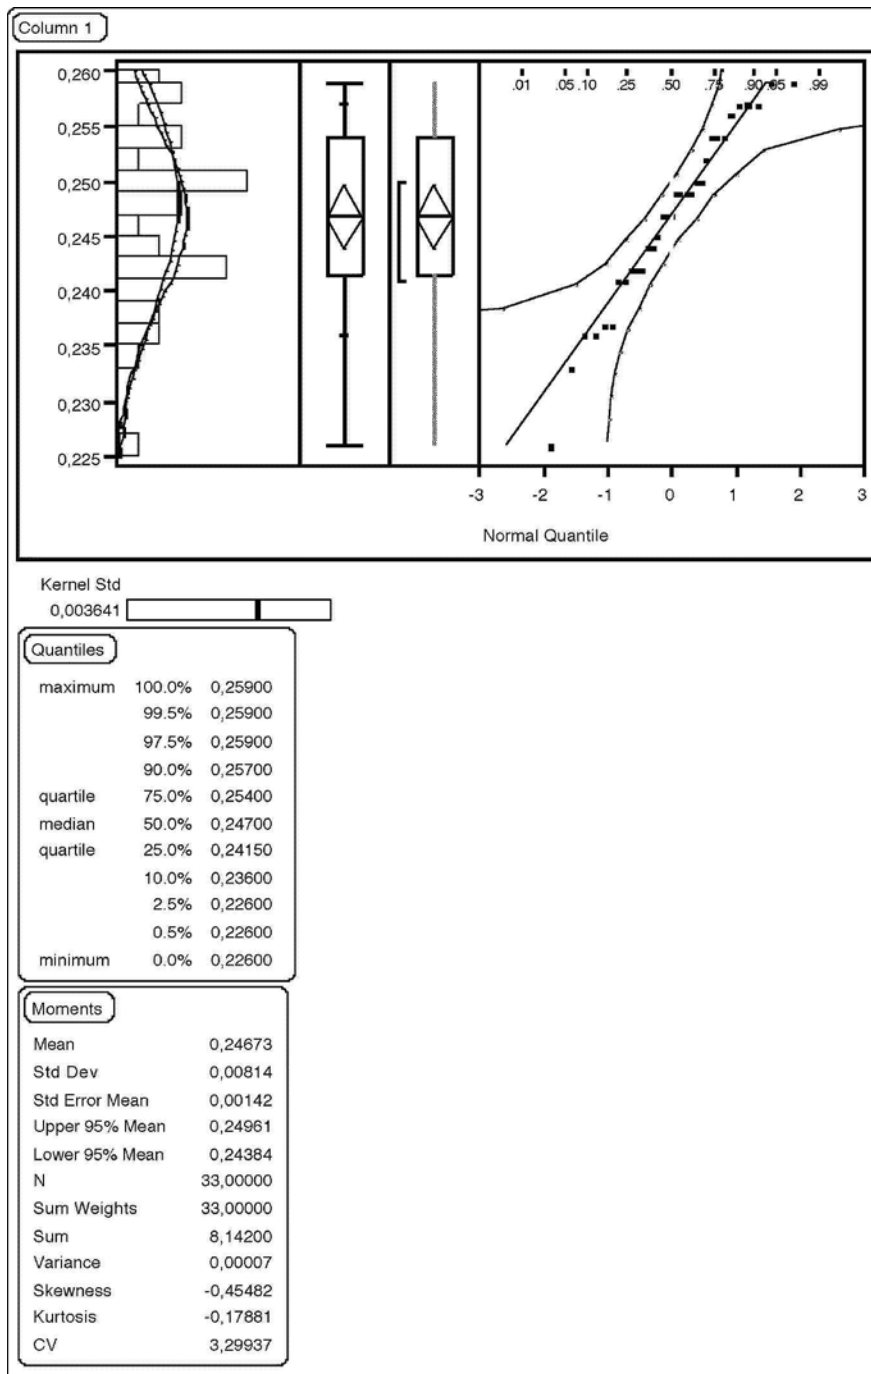 Column 1
0,260
0,255
0,250
0,245
0,240
0,235
0,230
0,225
.01 .05 .10 .25 .50 .75 .90 .95 .99
-3 -2 -1 0 1 2 3
Normal Quantile
Kernel Std
0,003641
Quantiles
maximum 100.0% 0,25900
99.5% 0,25900
97.5% 0,25900
90.0% 0,25700
quartile 75.0% 0,25400
median 50.0% 0,24700
quartile 25.0% 0,24150
10.0% 0,23600
2.5% 0,22600
0.5% 0,22600
minimum 0.0% 0,22600
Moments
Mean 0,24673
Std Dev 0,00814
Std Error Mean 0,00142
Upper 95% Mean 0,24961
Lower 95% Mean 0,24384
N 33,00000
Sum Weights 33,00000
Sum 8,14200
Variance 0,00007
Skewness -0,45482
Kurtosis -0,17881
CV 3,29937